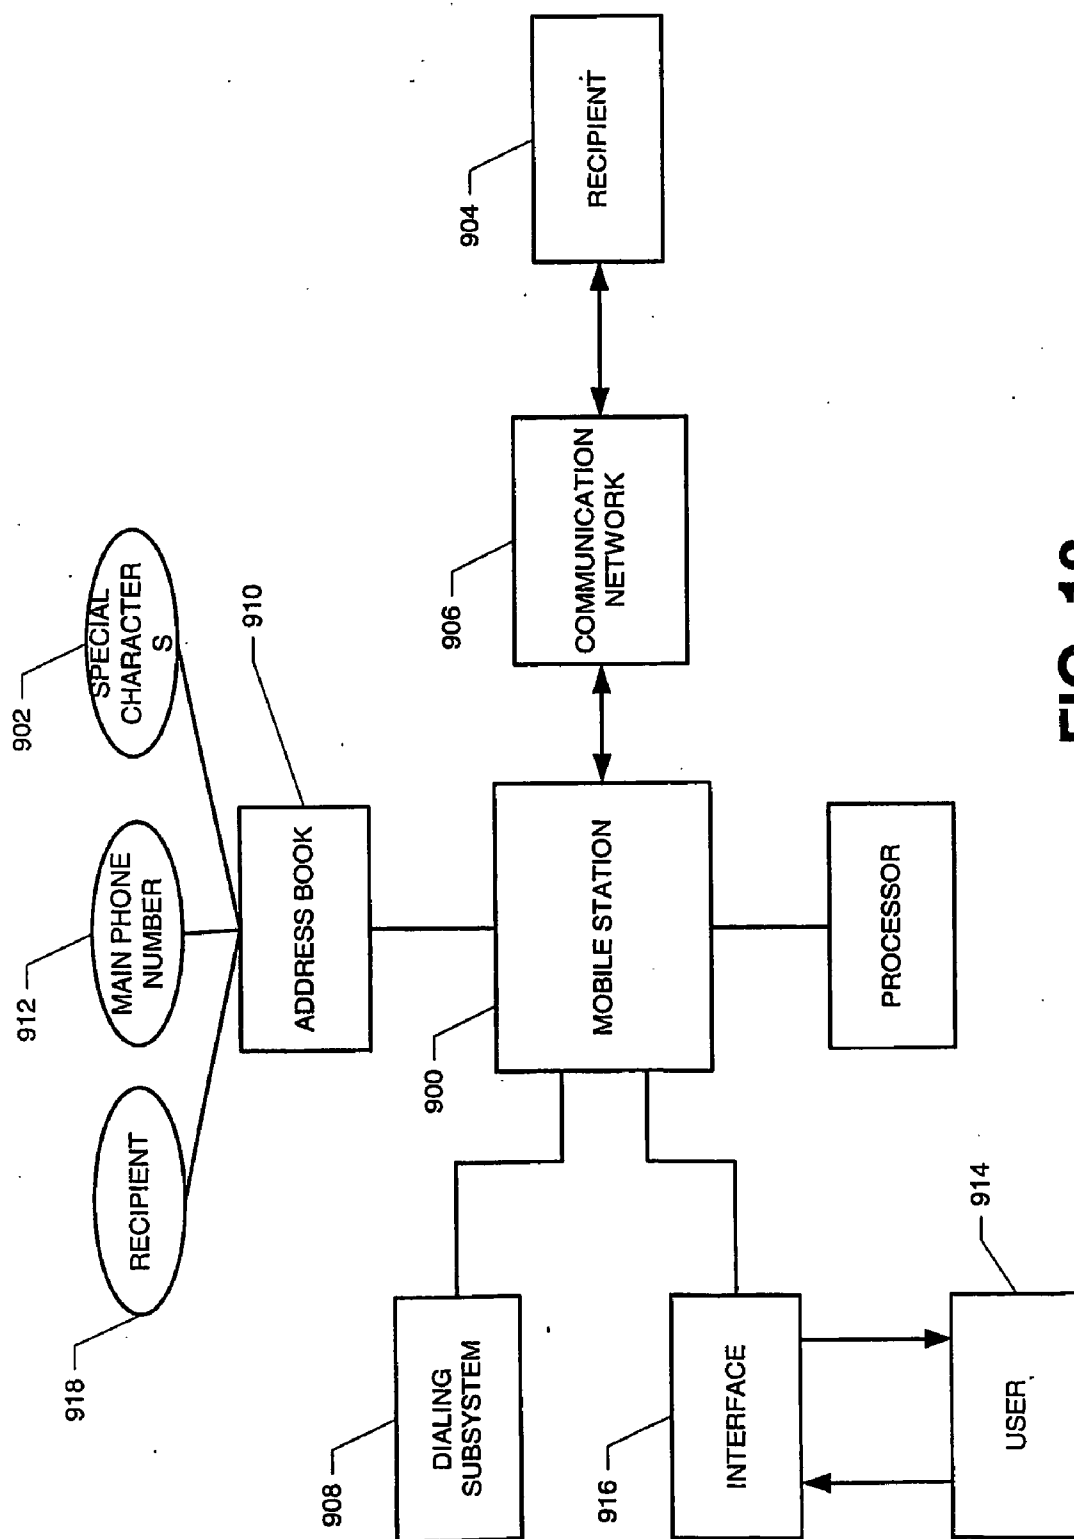 918
912
902
RECIPIENT
MAIN PHONE
NUMBER
SPECIAL
CHARACTER
S
910
ADDRESS BOOK
908
DIALING
SUBSYSTEM
900
MOBILE STATION
906
COMMUNICATION
NETWORK
904
RECIPIENT
916
INTERFACE
PROCESSOR
914
USER
FIG.